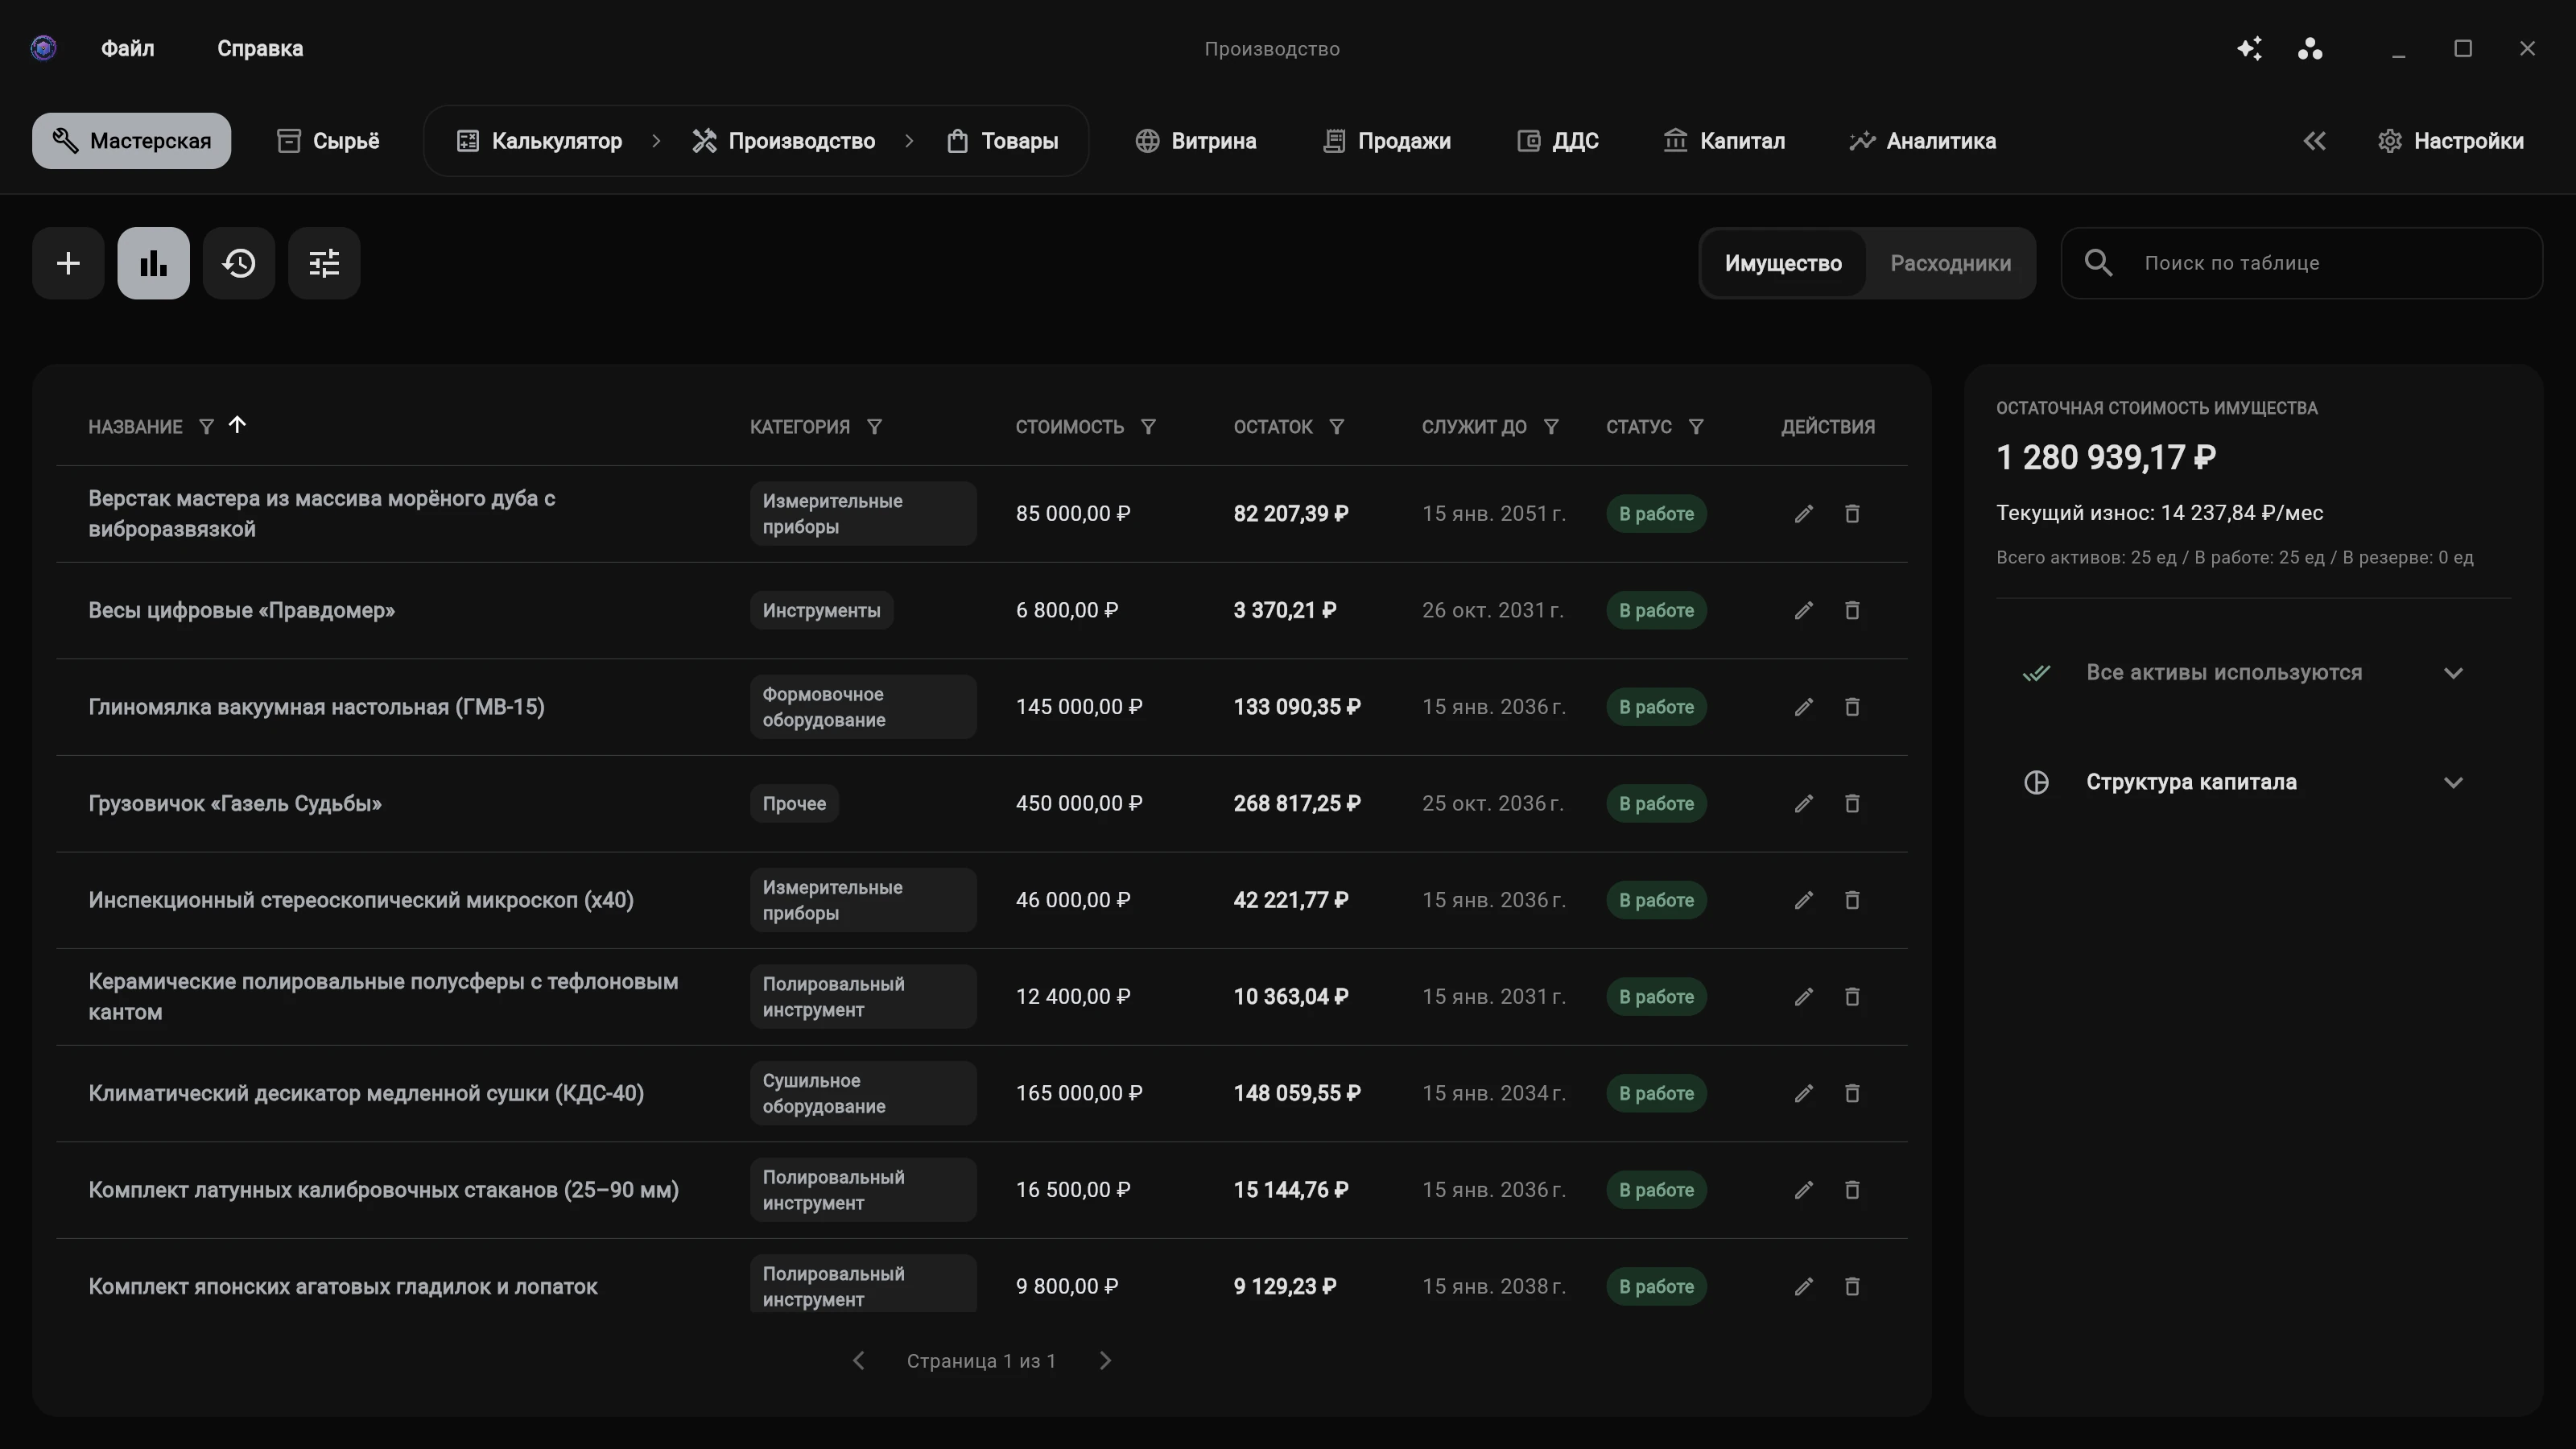 Файл
Справка
Производство
Мастерская
Сырьё
Калькулятор
Производство
Товары
Витрина
Продажи
ДДС
Капитал
Аналитика
Настройки
Имущество
Расходники
Поиск по таблице
НАЗВАНИЕ
КАТЕГОРИЯ
СТОИМОСТЬ
ОСТАТОК
СЛУЖИТ ДО
СТАТУС
ДЕЙСТВИЯ
Верстак мастера из массива морёного дуба с
виброразвязкой
Измерительные
приборы
85 000,00 ₽
82 207,39 ₽
15 янв. 2051 г.
В работе
Весы цифровые «Правдомер»
Инструменты
6 800,00 ₽
3 370,21 ₽
26 окт. 2031 г.
В работе
Глиномялка вакуумная настольная (ГМВ-15)
Формовочное
оборудование
145 000,00 ₽
133 090,35 ₽
15 янв. 2036 г.
В работе
Грузовичок «Газель Судьбы»
Прочее
450 000,00 ₽
268 817,25 ₽
25 окт. 2036 г.
В работе
Инспекционный стереоскопический микроскоп (x40)
Измерительные
приборы
46 000,00 ₽
42 221,77 ₽
15 янв. 2036 г.
В работе
Керамические полировальные полусферы с тефлоновым
кантом
Полировальный
инструмент
12 400,00 ₽
10 363,04 ₽
15 янв. 2031 г.
В работе
Климатический десикатор медленной сушки (КДС-40)
Сушильное
оборудование
165 000,00 ₽
148 059,55 ₽
15 янв. 2034 г.
В работе
Комплект латунных калибровочных стаканов (25–90 мм)
Полировальный
инструмент
16 500,00 ₽
15 144,76 ₽
15 янв. 2036 г.
В работе
Комплект японских агатовых гладилок и лопаток
Полировальный
инструмент
9 800,00 ₽
9 129,23 ₽
15 янв. 2038 г.
В работе
Страница 1 из 1
ОСТАТОЧНАЯ СТОИМОСТЬ ИМУЩЕСТВА
1 280 939,17 ₽
Текущий износ: 14 237,84 ₽/мес
Всего активов: 25 ед / В работе: 25 ед / В резерве: 0 ед
Все активы используются
Структура капитала